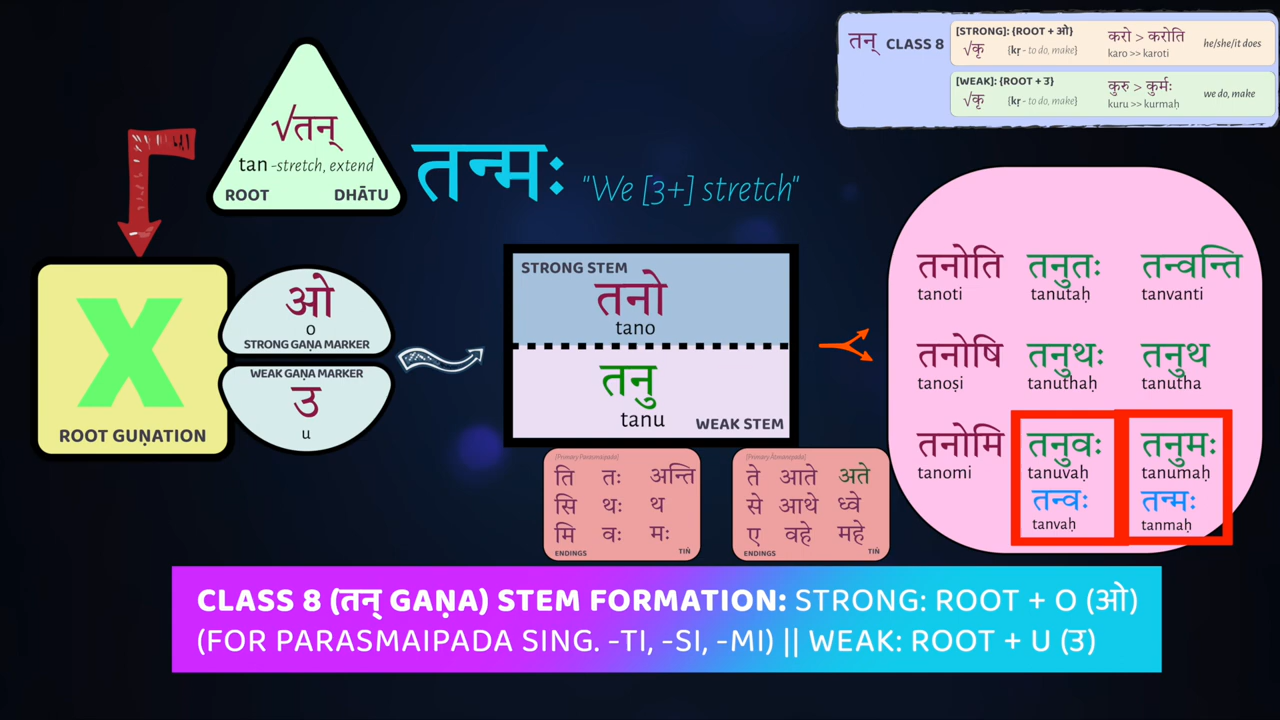 तन् CLASS 8
[STRONG]: {ROOT + ओ}
√कृ {kṛ - to do, make} करो > करोति he/she/it does
karo >> karoti
[WEAK]: {ROOT + उ}
√कृ {kṛ - to do, make} कुरु > कुर्मः we do, make
kuru >> kurmaḥ
√तन्
tan -stretch, extend
ROOT DHĀTU
तन्मः "We [3+] stretch"
X
ROOT GUṆATION
ओ
o
STRONG GAṆA MARKER
WEAK GAṆA MARKER
उ
u
STRONG STEM
तनो
tano
तनु
tanu
WEAK STEM
[Primary Parasmaipada]
ति तः अन्ति
सि थः थ
मि वः मः
ENDINGS TIṄ
[Primary Ātmanepada]
ते आते अते
से आथे ध्वे
ए वहे महे
ENDINGS TIṄ
तनोति तनुतः तन्वन्ति
tanoti tanutaḥ tanvanti
तनोषि तनुथः तनुथ
tanoṣi tanuthaḥ tanutha
तनोमि तनुवः तनुमः
tanomi tanuvaḥ tanumaḥ
तन्वः तन्मः
tanvaḥ tanmaḥ
CLASS 8 (तन् GAṆA) STEM FORMATION: STRONG: ROOT + O (ओ)
(FOR PARASMAIPADA SING. -TI, -SI, -MI) || WEAK: ROOT + U (उ)